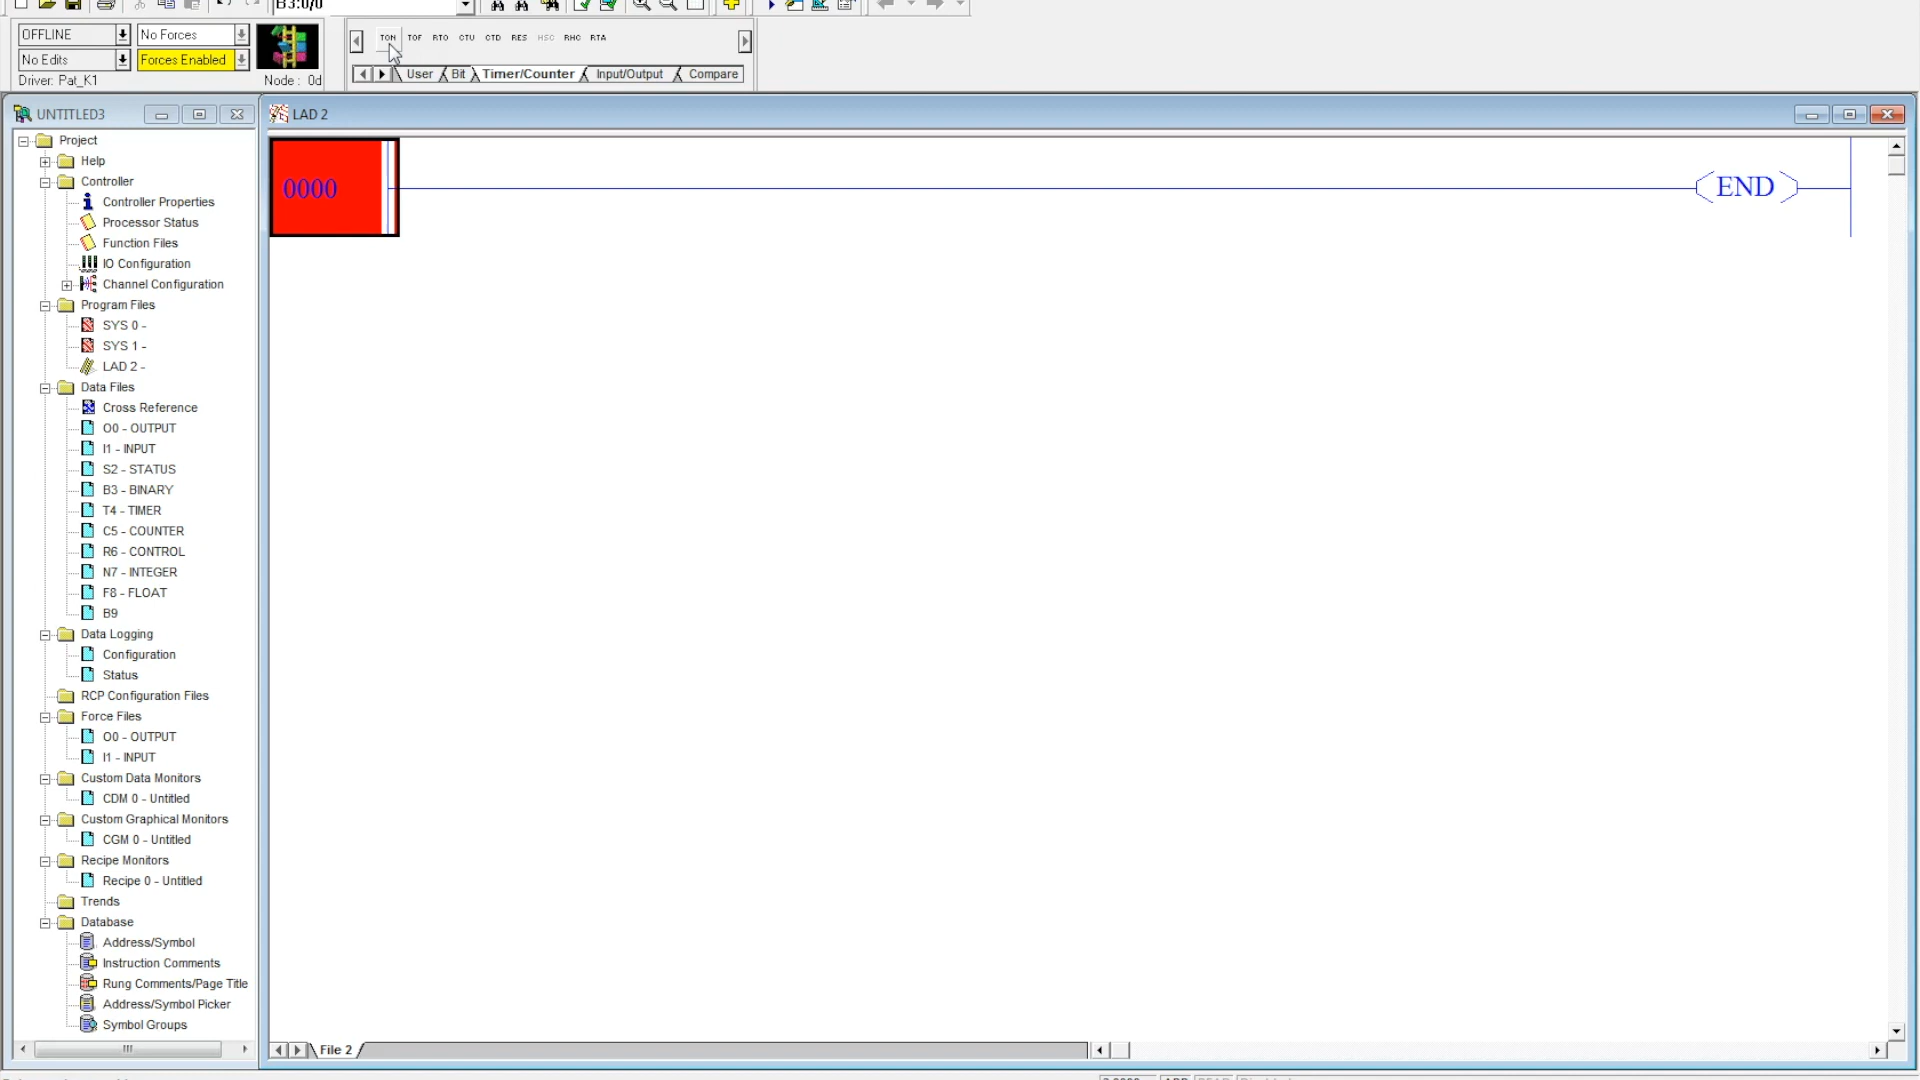 B3:0/0
OFFLINE
No Forces
No Edits
Forces Enabled
Driver: Pat_K1
Node : 0d
TON TOF RTO CTU CTD RES HSC RHC RTA
User Bit Timer/Counter Input/Output Compare
UNTITLED3
LAD 2
Project
Help
Controller
Controller Properties
Processor Status
Function Files
IO Configuration
Channel Configuration
Program Files
SYS 0 -
SYS 1 -
LAD 2 -
Data Files
Cross Reference
O0 - OUTPUT
I1 - INPUT
S2 - STATUS
B3 - BINARY
T4 - TIMER
C5 - COUNTER
R6 - CONTROL
N7 - INTEGER
F8 - FLOAT
B9
Data Logging
Configuration
Status
RCP Configuration Files
Force Files
O0 - OUTPUT
I1 - INPUT
Custom Data Monitors
CDM 0 - Untitled
Custom Graphical Monitors
CGM 0 - Untitled
Recipe Monitors
Recipe 0 - Untitled
Trends
Database
Address/Symbol
Instruction Comments
Rung Comments/Page Title
Address/Symbol Picker
Symbol Groups
0000
END
File 2